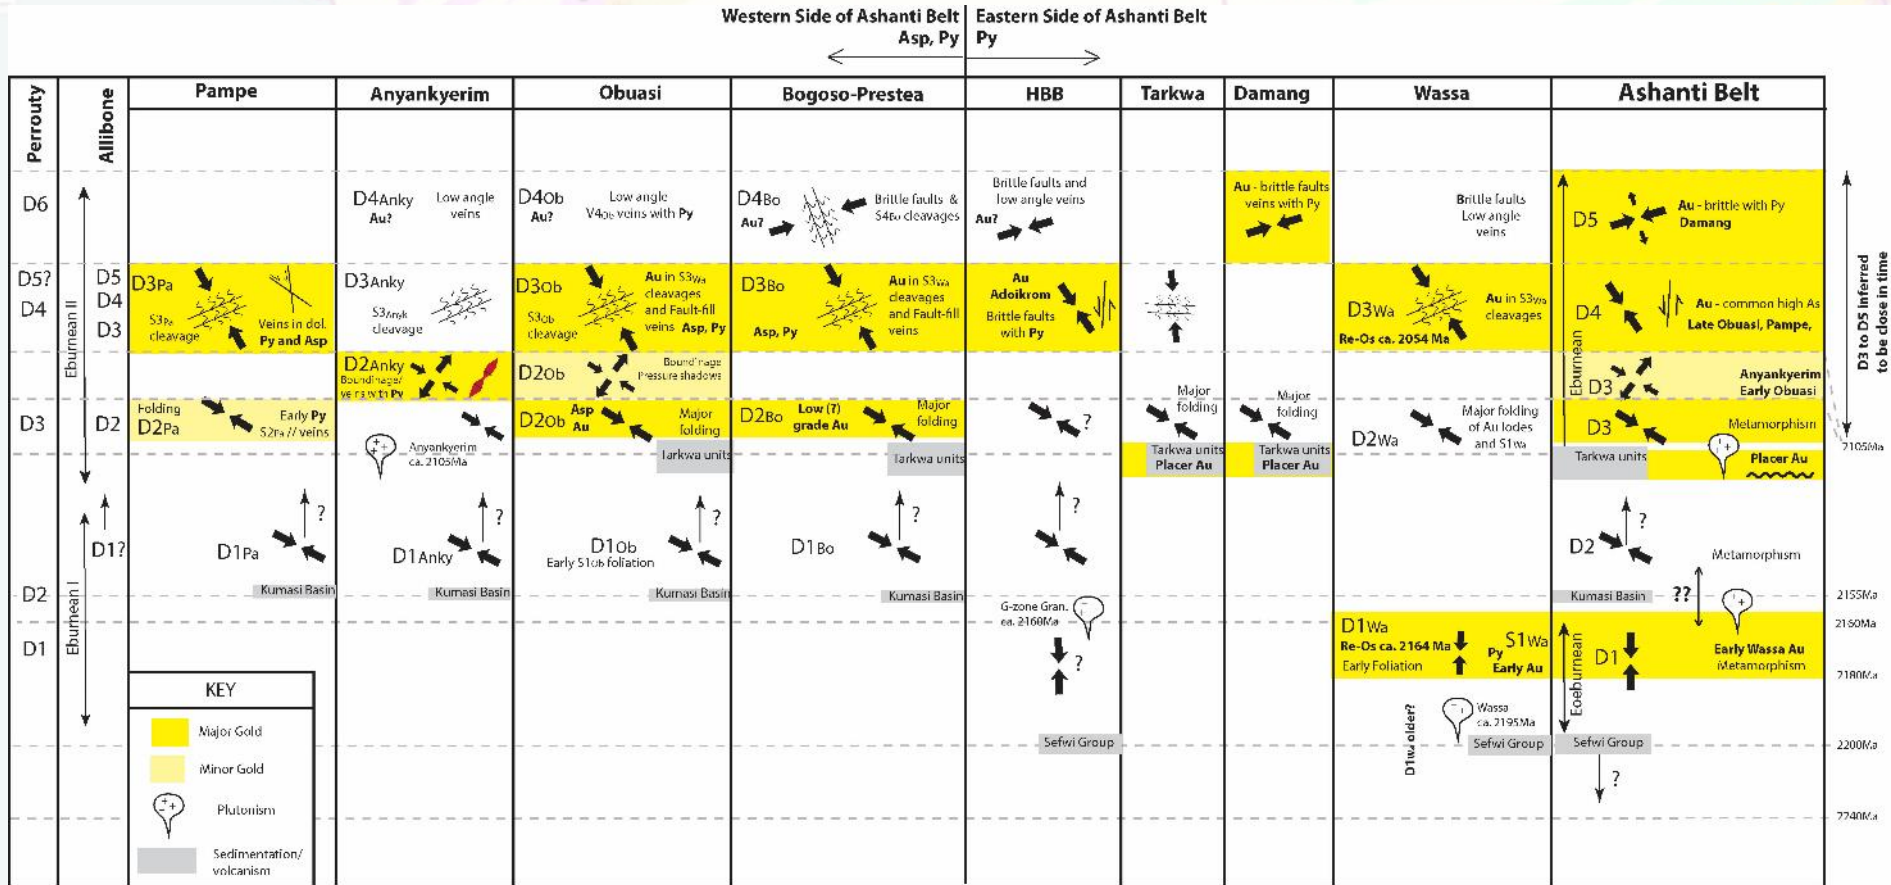 Western Side of Ashanti Belt
Asp, Py
Eastern Side of Ashanti Belt
Py
Perrouty
Allibone
Pampe
Anyankyerim
Obuasi
Bogoso-Prestea
HBB
Tarkwa
Damang
Wassa
Ashanti Belt
D6
D5?
D4
D3
D2
D1
Eburnean II
Eburnean I
D5
D4
D3
D2
D1?
D3Pa
S3Pa
cleavage
Veins in dol.
Py and Asp
Folding
D2Pa
Early Py
S2Pa // veins
D1Pa
Kumasi Basin
KEY
Major Gold
Minor Gold
Plutonism
Sedimentation/
volcanism
D4Anky
Au?
Low angle
veins
D3Anky
S3Anyk
cleavage
D2Anky
Boundinage/
veins with Py
Anyankyerim
ca. 2105Ma
D1Anky
Kumasi Basin
D4Ob
Au?
Low angle
V4Ob veins with Py
D3Ob
S3Ob
cleavage
Au in S3Wa
cleavages
and Fault-fill
veins Asp, Py
D2Ob
Boundinage
Pressure shadows
D2Ob
Asp
Au
Major
folding
Tarkwa units
D1Ob
Early S1Ob foliation
Kumasi Basin
D4Bo
Au?
Brittle faults &
S4Bo cleavages
D3Bo
Asp, Py
Au in S3Wa
cleavages
and Fault-fill
veins
D2Bo
Low (?)
grade Au
Major
folding
Tarkwa units
D1Bo
Kumasi Basin
Brittle faults and
low angle veins
Au?
Au
Adoikrom
Brittle faults
with Py
?
?
G-zone Gran.
ca. 2160Ma
?
Sefwi Group
Major
folding
Tarkwa units
Placer Au
Au - brittle faults
veins with Py
Major
folding
Tarkwa units
Placer Au
Brittle faults
Low angle
veins
D3Wa
Au in S3Wa
cleavages
Re-Os ca. 2054 Ma
D2Wa
Major folding
of Au lodes
and S1Wa
D1Wa
Re-Os ca. 2164 Ma
Early Foliation
S1Wa
Py
Early Au
D1Wa older?
Wassa
ca. 2195Ma
Sefwi Group
Eburnean
Eoeburnean
D5
Au - brittle with Py
Damang
D4
Au - common high As
Late Obuasi, Pampe,
D3
Anyankyerim
Early Obuasi
D3
Metamorphism
Tarkwa units
Placer Au
?
D2
Metamorphism
Kumasi Basin
??
D1
Early Wassa Au
Metamorphism
Sefwi Group
?
D3 to D5 inferred
to be close in time
2105Ma
2155Ma
2160Ma
2180Ma
2200Ma
2240Ma